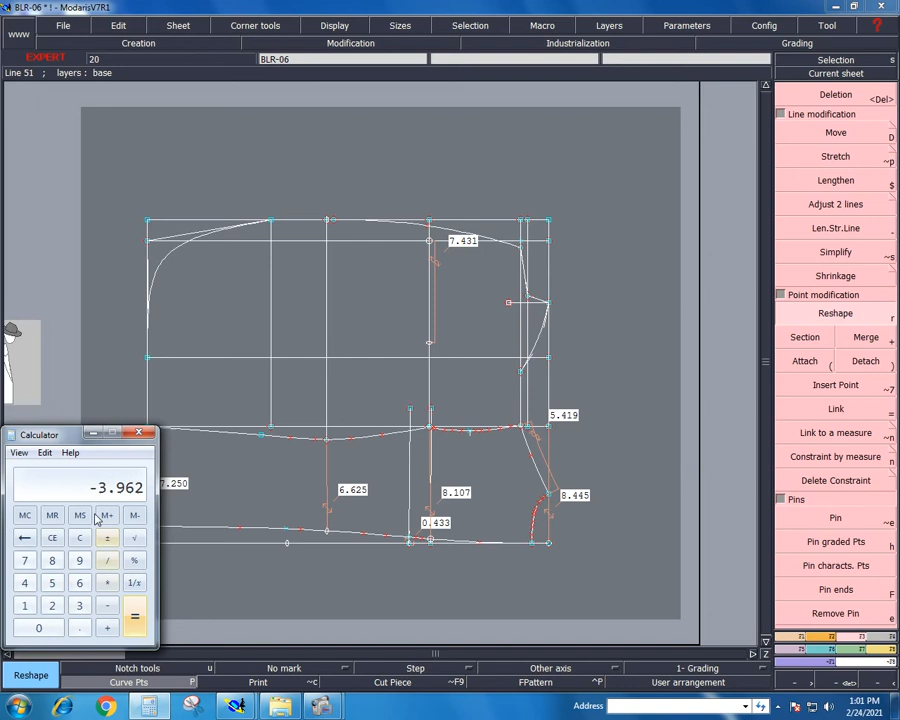 BLR-06 * ! - ModarisV7R1
File Edit Sheet Corner tools Display Sizes Selection Macro Layers Parameters Config Tool ?
www Creation Modification Industrialization Grading
EXPERT 20 BLR-06
Line 51 ; layers : base
Selection s
Current sheet
Deletion <Del>
Line modification
Move D
Stretch ~p
Lengthen $
Adjust 2 lines
Len.Str.Line
Simplify ~s
Shrinkage
Point modification
Reshape r
Section Merge +
Attach ( Detach )
Insert Point ~7
Link =
Link to a measure ~n
Constraint by measure
Delete Constraint
Pins
Pin ~e
Pin graded Pts h
Pin characts. Pts
Pin ends F
Remove Pin e
7.431
5.419
7.250
6.625
8.107
8.445
0.433
Calculator
View Edit Help
-3.962
MC MR MS M+ M-
← CE C ± √
7 8 9 / %
4 5 6 * 1/x
1 2 3 - =
0 . +
Z
Reshape
Notch tools u No mark Step Other axis 1- Grading
Curve Pts P Print ~c Cut Piece ~F9 FPattern ^P User arrangement
Address
1:01 PM
2/24/2021